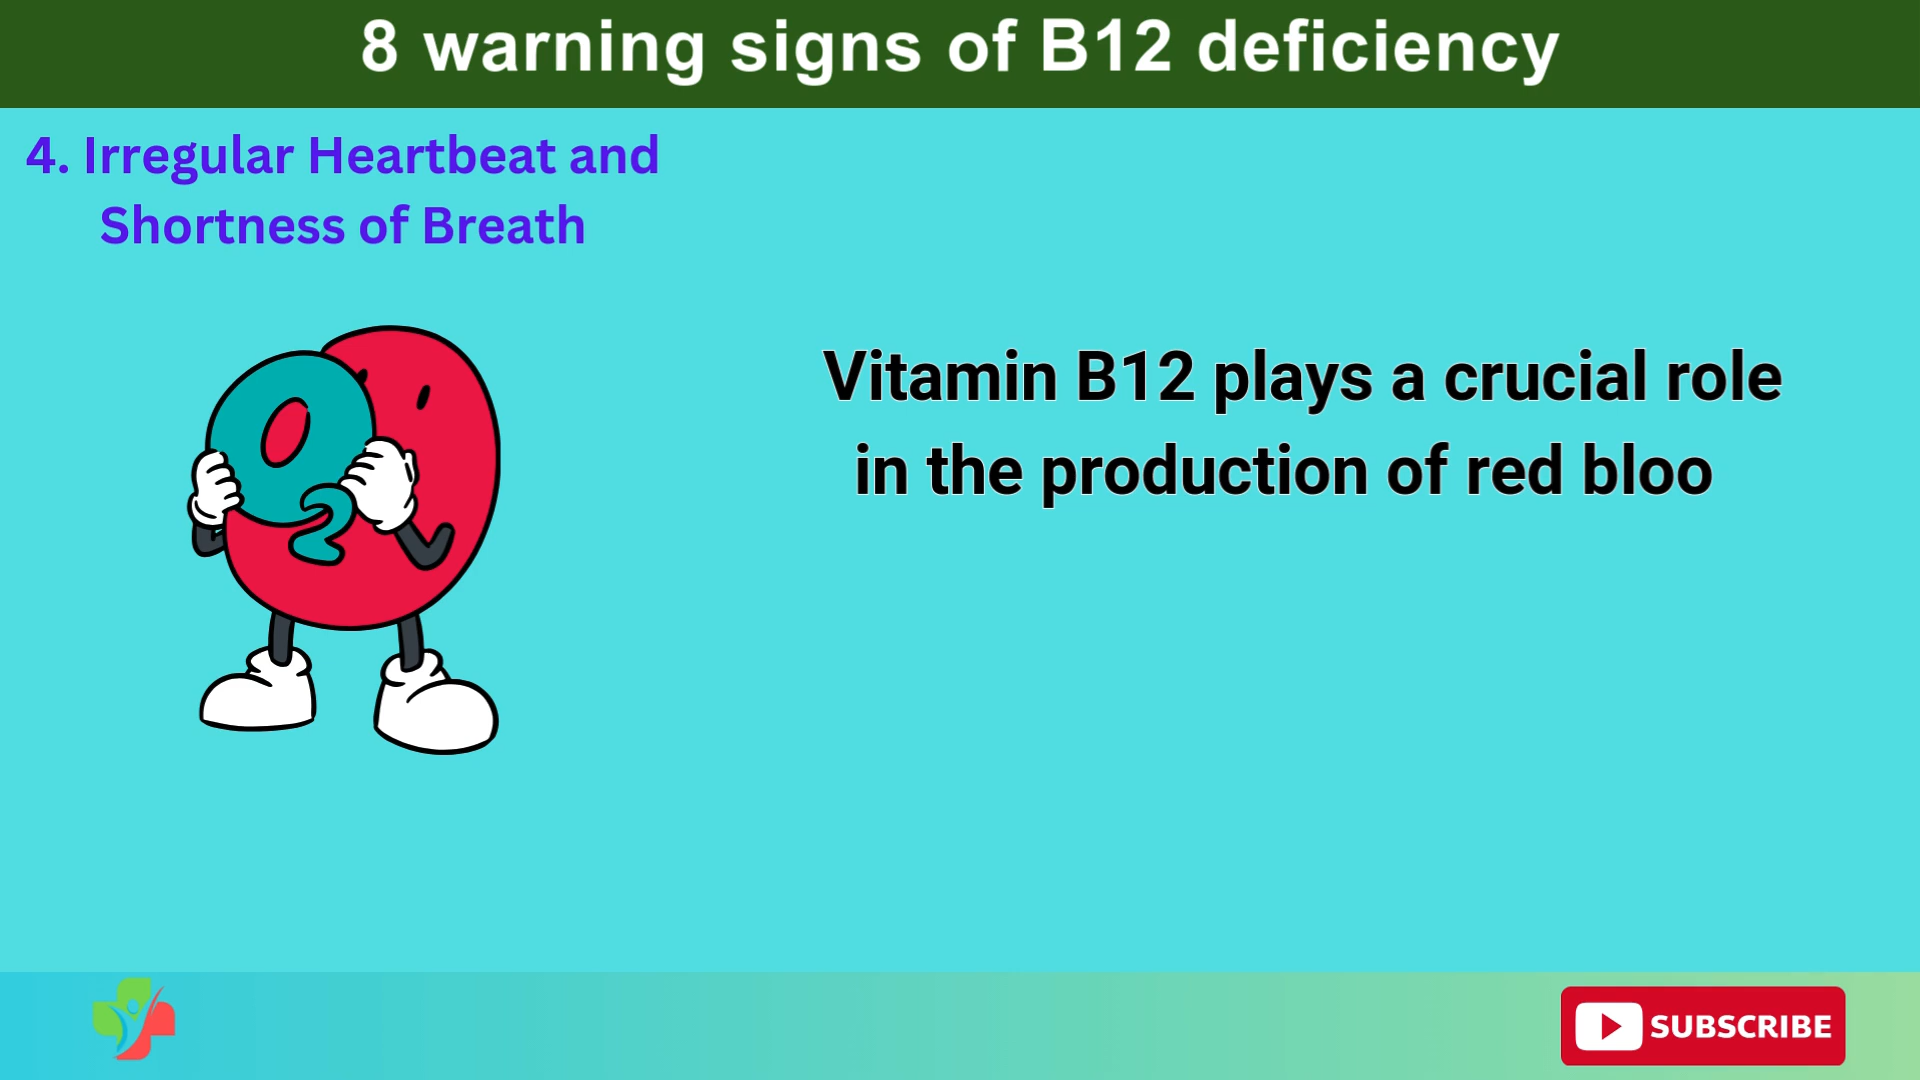 8 warning signs of B12 deficiency
4. Irregular Heartbeat and
Shortness of Breath
O
2
Vitamin B12 plays a crucial role
in the production of red bloo
SUBSCRIBE